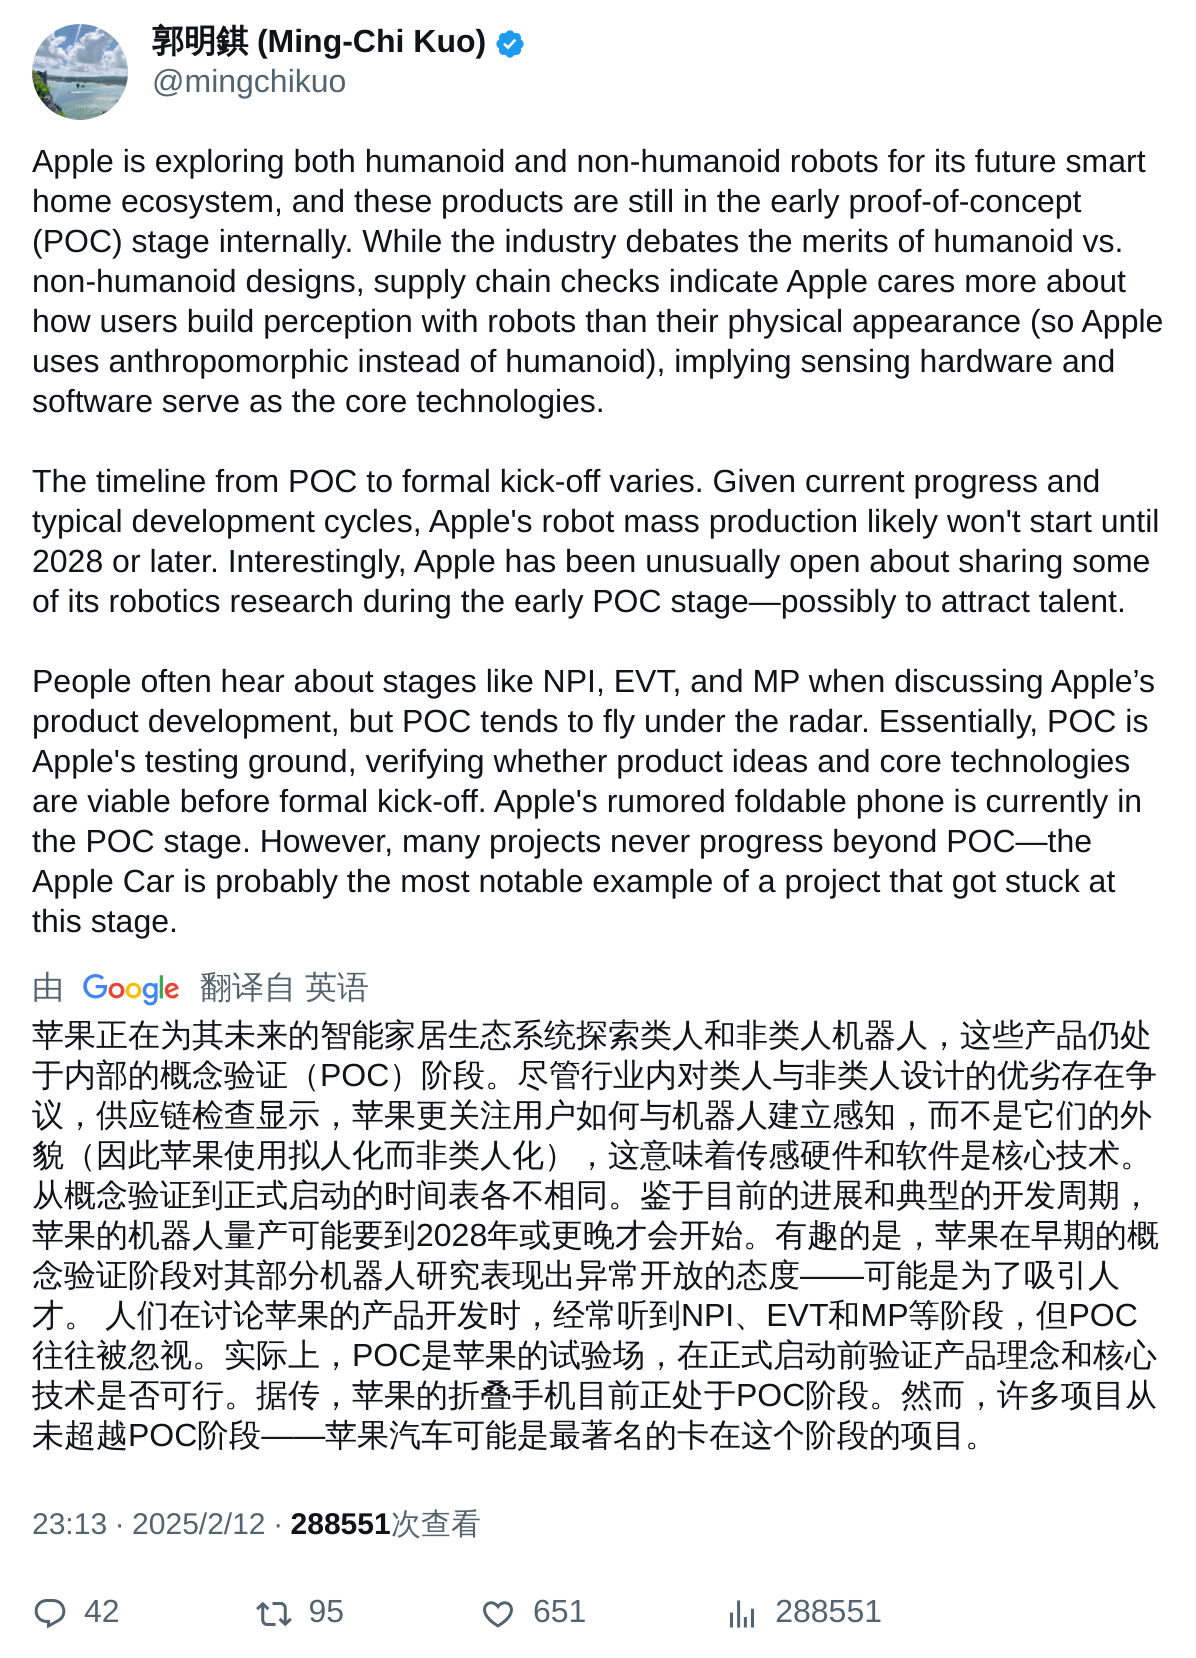 郭明錤 (Ming-Chi Kuo)
@mingchikuo
Apple is exploring both humanoid and non-humanoid robots for its future smart
home ecosystem, and these products are still in the early proof-of-concept
(POC) stage internally. While the industry debates the merits of humanoid vs.
non-humanoid designs, supply chain checks indicate Apple cares more about
how users build perception with robots than their physical appearance (so Apple
uses anthropomorphic instead of humanoid), implying sensing hardware and
software serve as the core technologies.
The timeline from POC to formal kick-off varies. Given current progress and
typical development cycles, Apple's robot mass production likely won't start until
2028 or later. Interestingly, Apple has been unusually open about sharing some
of its robotics research during the early POC stage—possibly to attract talent.
People often hear about stages like NPI, EVT, and MP when discussing Apple’s
product development, but POC tends to fly under the radar. Essentially, POC is
Apple's testing ground, verifying whether product ideas and core technologies
are viable before formal kick-off. Apple's rumored foldable phone is currently in
the POC stage. However, many projects never progress beyond POC—the
Apple Car is probably the most notable example of a project that got stuck at
this stage.
由 Google 翻译自 英语
苹果正在为其未来的智能家居生态系统探索类人和非类人机器人，这些产品仍处
于内部的概念验证（POC）阶段。尽管行业内对类人与非类人设计的优劣存在争
议，供应链检查显示，苹果更关注用户如何与机器人建立感知，而不是它们的外
貌（因此苹果使用拟人化而非类人化），这意味着传感硬件和软件是核心技术。
从概念验证到正式启动的时间表各不相同。鉴于目前的进展和典型的开发周期，
苹果的机器人量产可能要到2028年或更晚才会开始。有趣的是，苹果在早期的概
念验证阶段对其部分机器人研究表现出异常开放的态度——可能是为了吸引人
才。 人们在讨论苹果的产品开发时，经常听到NPI、EVT和MP等阶段，但POC
往往被忽视。实际上，POC是苹果的试验场，在正式启动前验证产品理念和核心
技术是否可行。据传，苹果的折叠手机目前正处于POC阶段。然而，许多项目从
未超越POC阶段——苹果汽车可能是最著名的卡在这个阶段的项目。
23:13 · 2025/2/12 · 288551次查看
42 95 651 288551